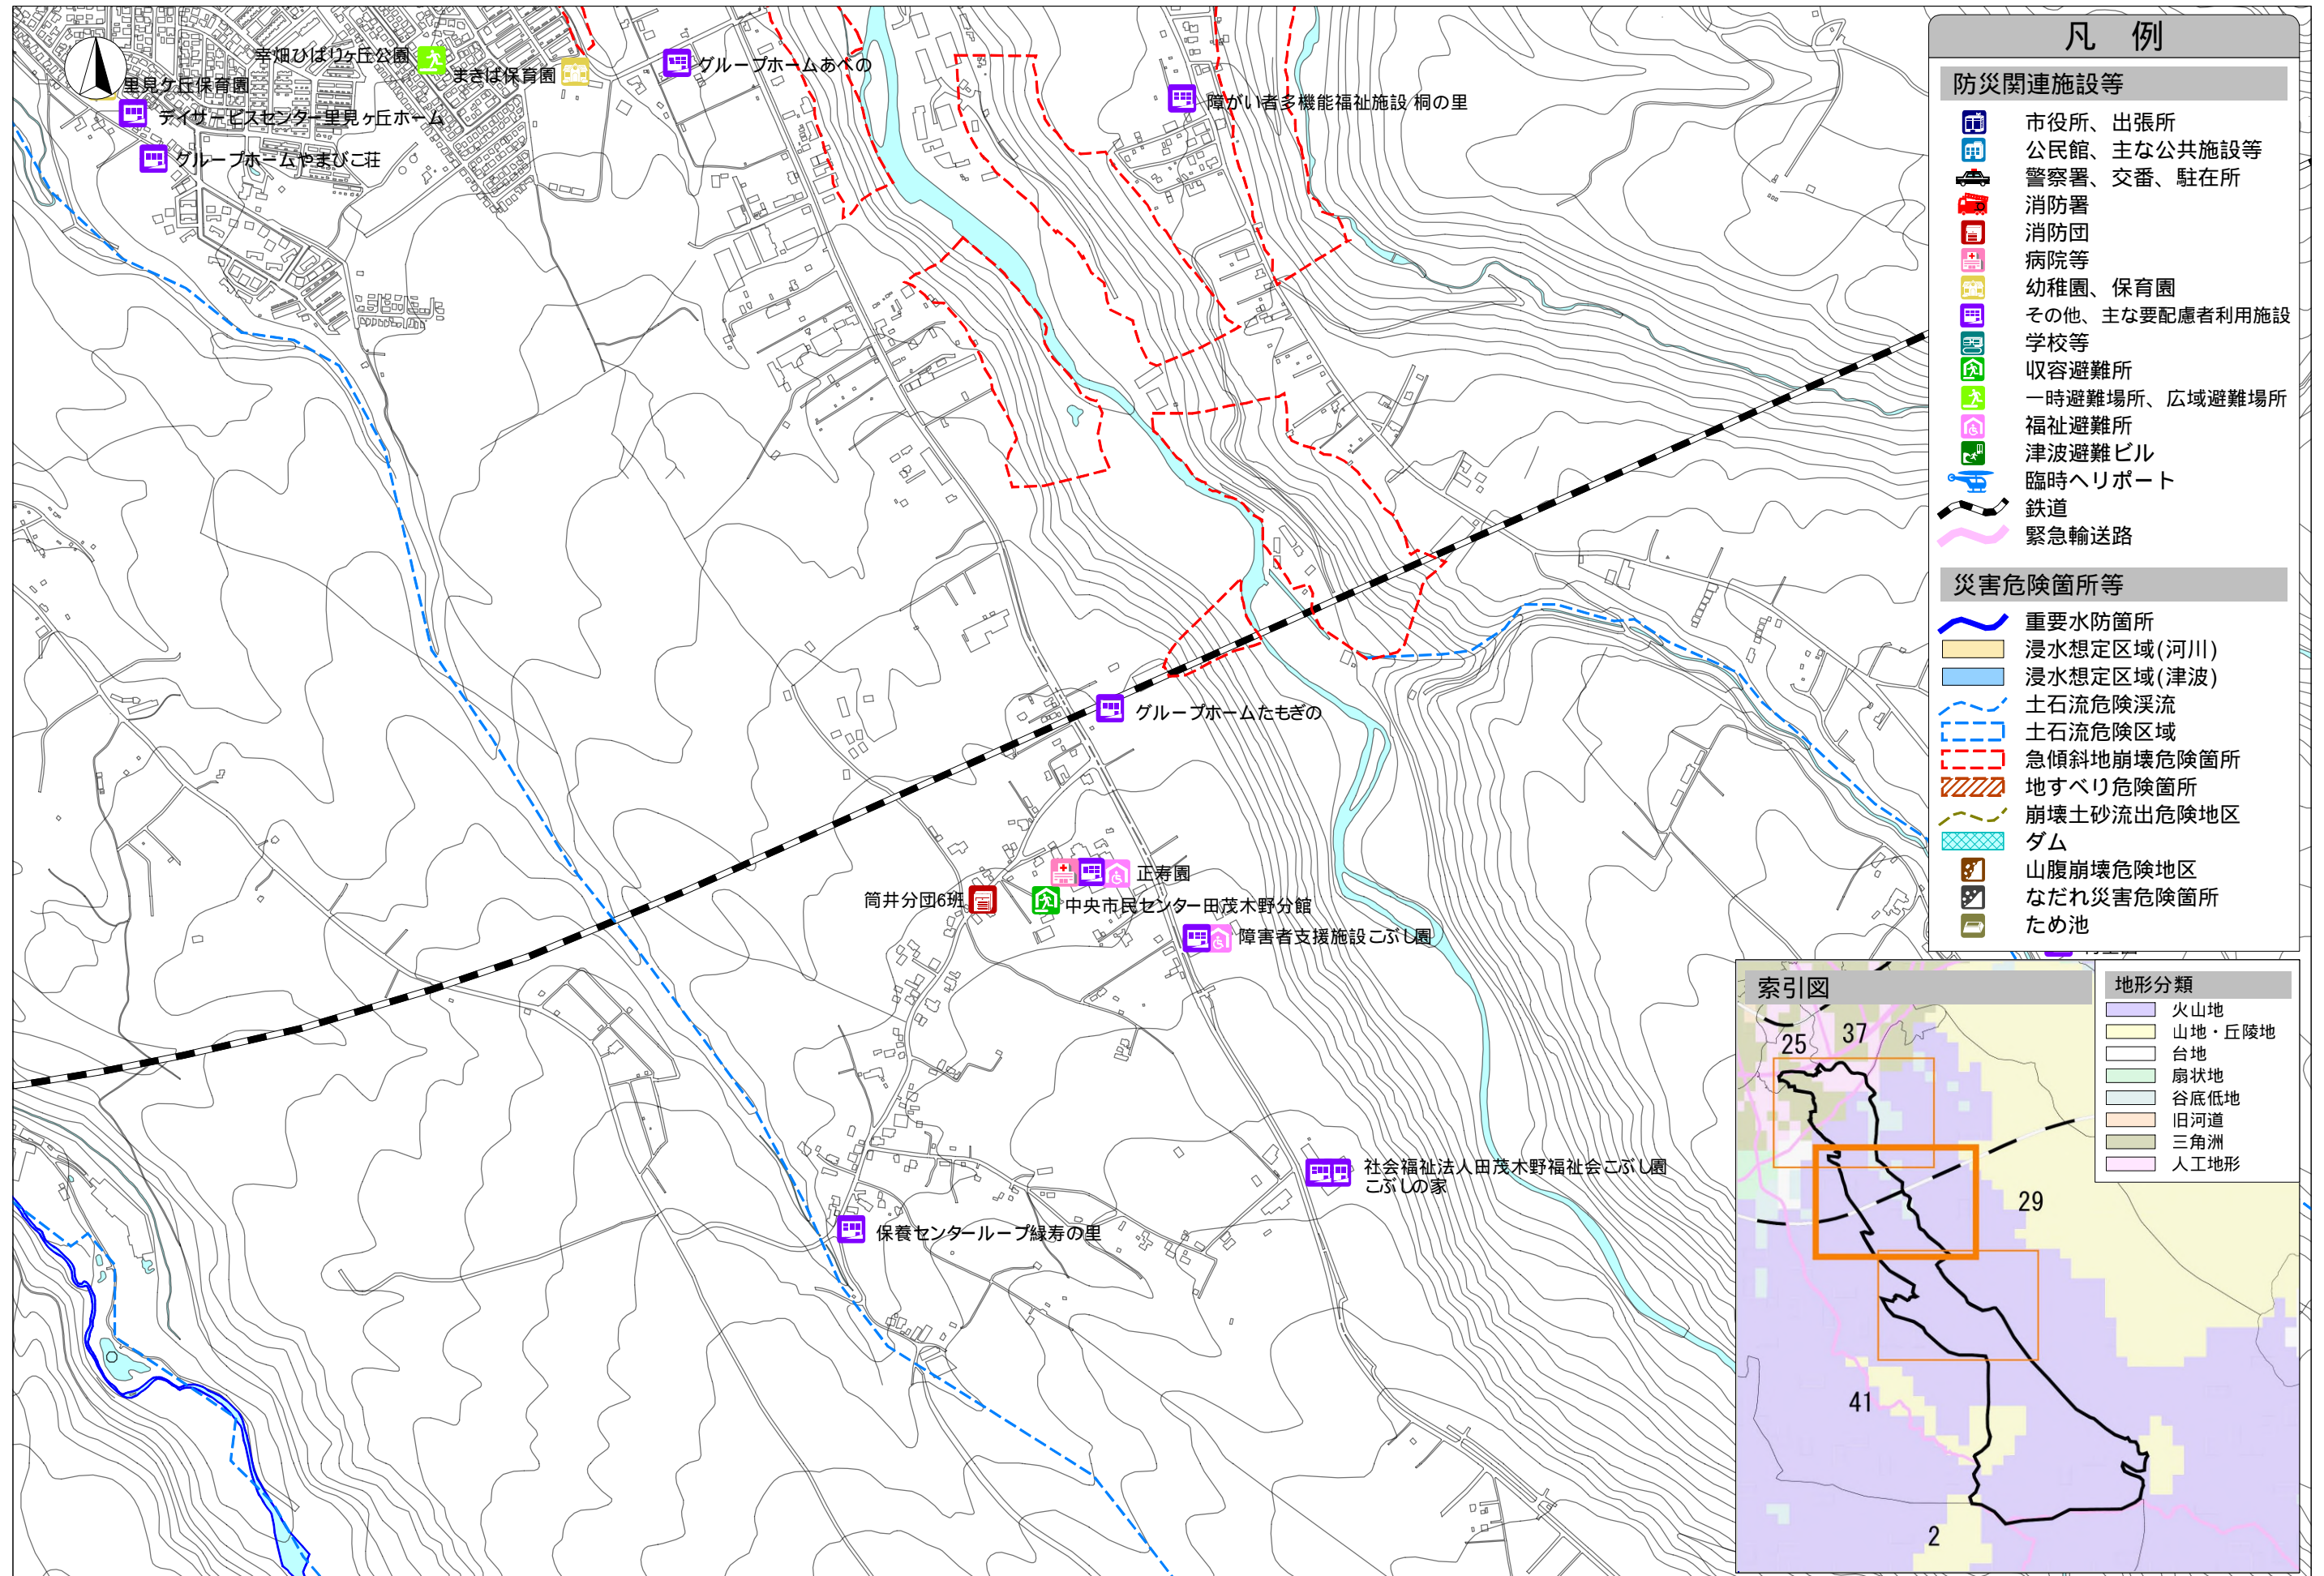 幸畑ひばりヶ丘公園
まきば保育園
グループホームあべの
里見ケ丘保育園
デイサービスセンター里見ヶ丘ホーム
グループホームやまびこ荘
障がい者多機能福祉施設 桐の里
グループホームたもぎの
正寿園
筒井分団6班
中央市民センター田茂木野分館
障害者支援施設こぶし園
社会福祉法人田茂木野福祉会こぶし園
こぶしの家
保養センターループ緑寿の里
凡 例
防災関連施設等
市役所、出張所
公民館、主な公共施設等
警察署、交番、駐在所
消防署
消防団
病院等
幼稚園、保育園
その他、主な要配慮者利用施設
学校等
収容避難所
一時避難場所、広域避難場所
福祉避難所
津波避難ビル
臨時ヘリポート
鉄道
緊急輸送路
災害危険箇所等
重要水防箇所
浸水想定区域(河川)
浸水想定区域(津波)
土石流危険渓流
土石流危険区域
急傾斜地崩壊危険箇所
地すべり危険箇所
崩壊土砂流出危険地区
ダム
山腹崩壊危険地区
なだれ災害危険箇所
ため池
索引図
25
37
29
41
2
地形分類
火山地
山地・丘陵地
台地
扇状地
谷底低地
旧河道
三角洲
人工地形